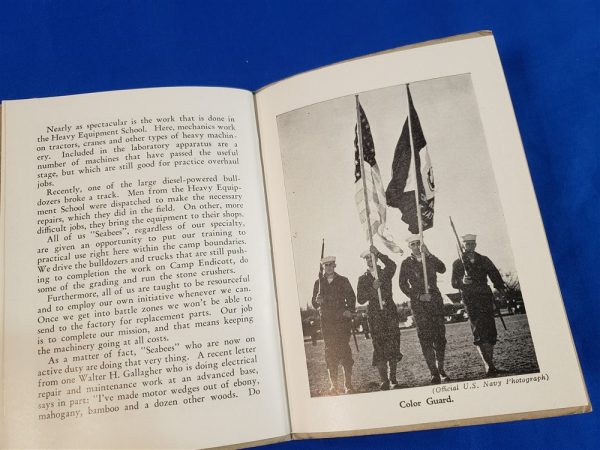 Nearly as spectacular is the work that is done in
the Heavy Equipment School. Here, mechanics work
on tractors, cranes and other types of heavy machin-
ery. Included in the laboratory apparatus are a
number of machines that have passed the useful
stage, but which are still good for practice overhaul
jobs.
Recently, one of the large diesel-powered bull-
dozers broke a track. Men from the Heavy Equip-
ment School were dispatched to make the necessary
repairs, which they did in the field. On other, more
difficult jobs, they bring the equipment to their shops.
All of us "Seabees", regardless of our specialty,
are given an opportunity to put our training to
practical use right here within the camp boundaries.
We drive the bulldozers and trucks that are still push-
ing to completion the work on Camp Endicott, do
some of the grading and run the stone crushers.
Furthermore, all of us are taught to be resourceful
and to employ our own initiative whenever we can.
Once we get into battle zones we won't be able to
send to the factory for replacement parts. Our job
is to complete our mission, and that means keeping
the machinery going at all costs.
As a matter of fact, "Seabees" who are now on
active duty are doing that very thing. A recent letter
from one Walter H. Gallagher who is doing electrical
repair and maintenance work at an advanced base,
says in part: "I've made motor wedges out of ebony,
mahogany, bamboo and a dozen other woods. Do
(Official U.S. Navy Photograph)
Color Guard.